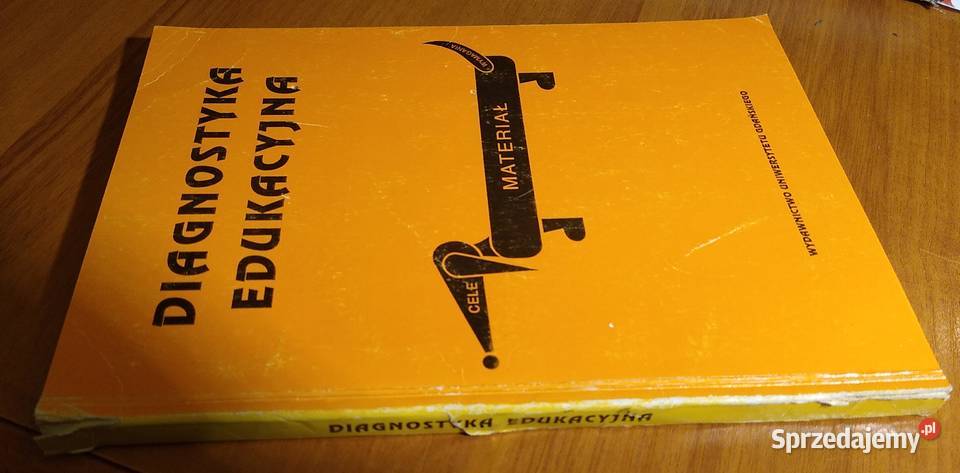 DIAGNOSTYKA
EDUKACYJNA
CELE
MATERIAŁ
WYMAGANIA
WYDAWNICTWO UNIWERSYTETU GDAŃSKIEGO
DIAGNOSTYKA EDUKACYJNA
Sprzedajemy.pl